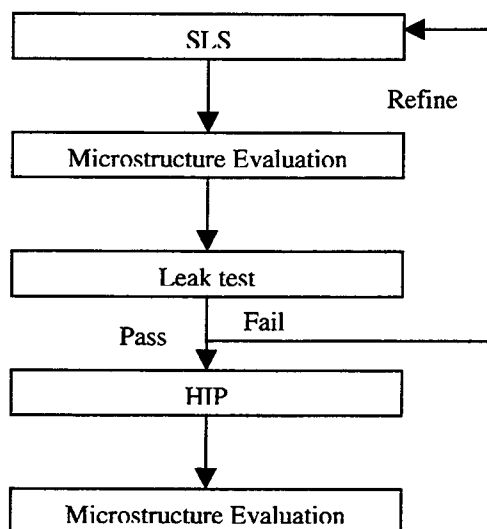 SLS
Refine
Microstructure Evaluation
Leak test
Pass
Fail
HIP
Microstructure Evaluation